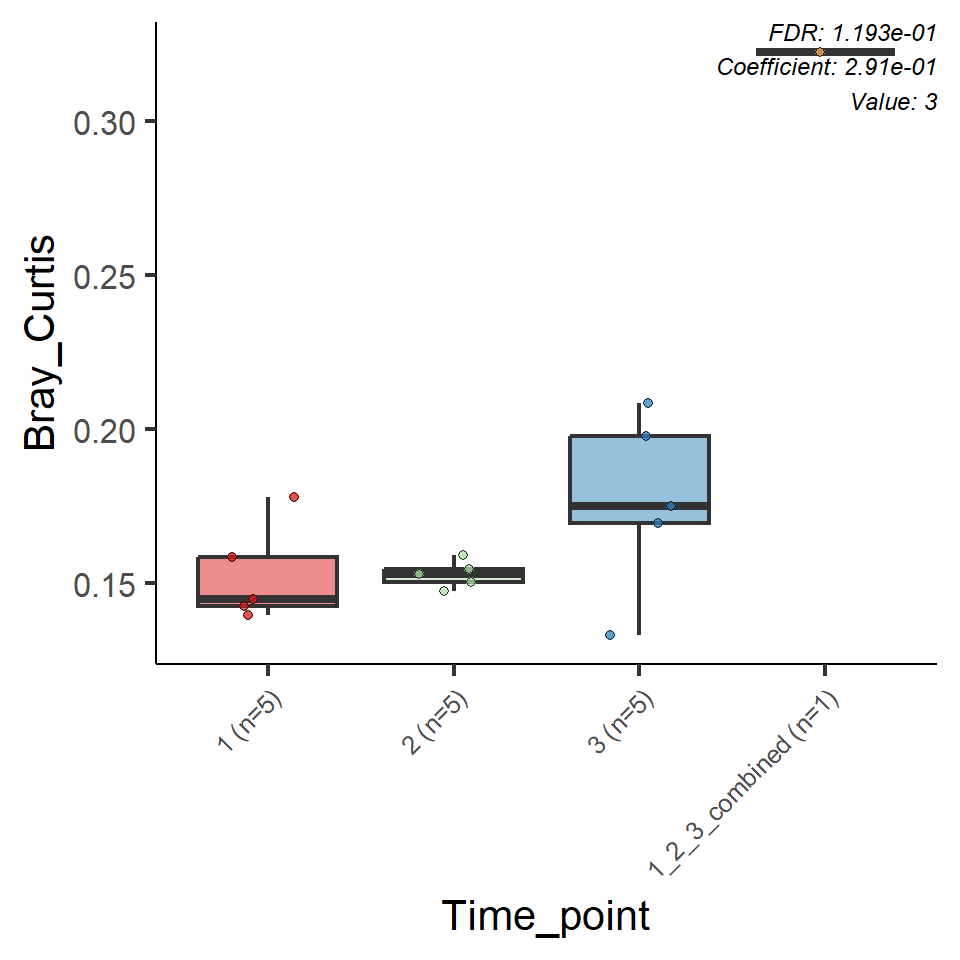 FDR: 1.193e-01
Coefficient: 2.91e-01
Value: 3
0.30
0.25
0.20
0.15
Bray_Curtis
1 (n=5)
2 (n=5)
3 (n=5)
1_2_3_combined (n=1)
Time_point